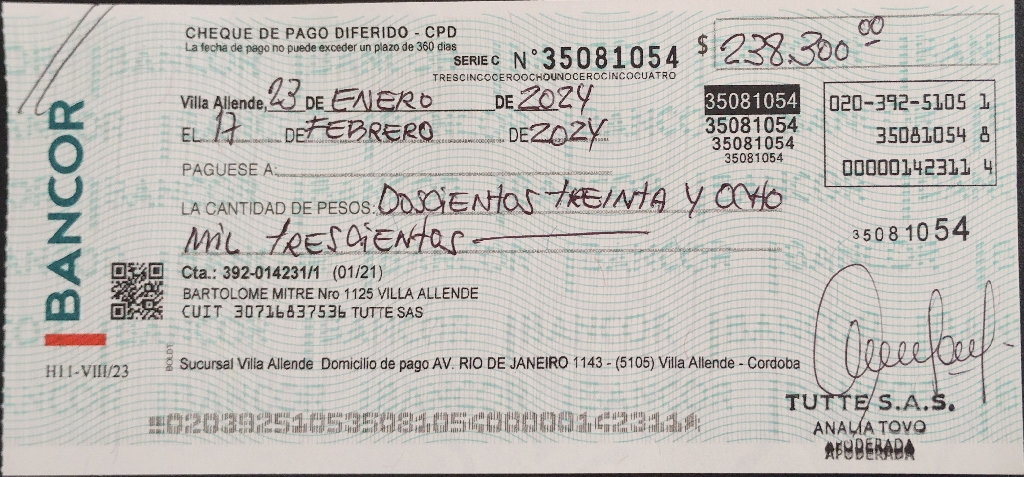 CHEQUE DE PAGO DIFERIDO - CPD
La fecha de pago no puede exceder un plazo de 360 días
SERIE C N° 35081054
TRESCINCOCEROOCHOUNOCEROCINCOCUATRO
$ 238.300 00
Villa Allende, 23 DE ENERO DE 2024
EL 17 DE FEBRERO DE 2024
35081054
35081054
35081054
35081054
020-392-5105 1
35081054 8
00000142311 4
PAGUESE A:
LA CANTIDAD DE PESOS: DOSCIENTOS TREINTA Y OCHO
MIL TRESCIENTOS
35081054
BANCOR
Cta.: 392-014231/1 (01/21)
BARTOLOME MITRE Nro 1125 VILLA ALLENDE
CUIT 30716837536 TUTTE SAS
BOLDT
Sucursal Villa Allende Domicilio de pago AV. RIO DE JANEIRO 1143 - (5105) Villa Allende - Cordoba
H11-VIII/23
TUTTE S.A.S.
ANALIA TOVO
APODERADA
02039251053508105400000142311